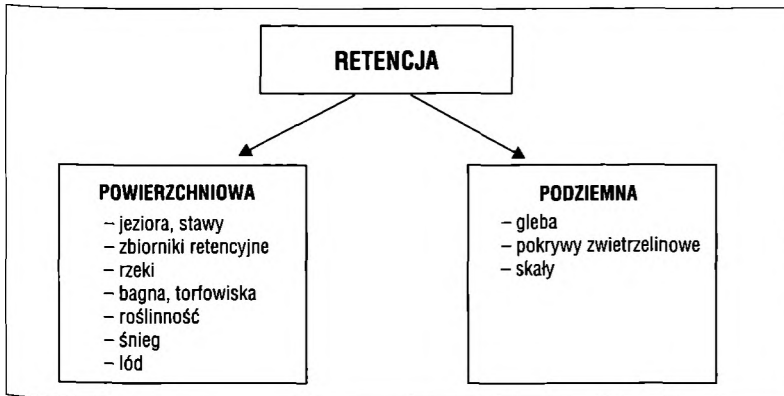 RETENCJA
POWIERZCHNIOWA
– jeziora, stawy
– zbiorniki retencyjne
– rzeki
– bagna, torfowiska
– roślinność
– śnieg
– lód
PODZIEMNA
– gleba
– pokrywy zwietrzelinowe
– skały